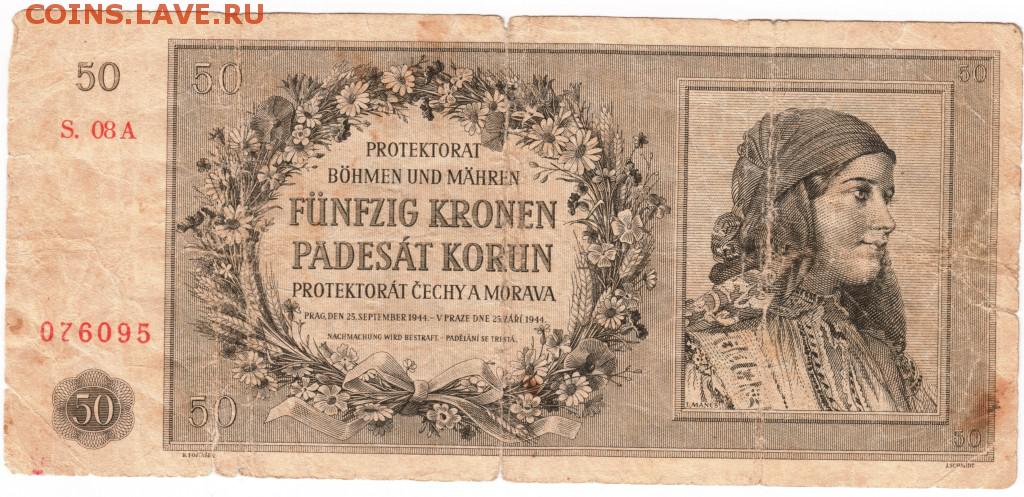 COINS.LAVE.RU
50
S. 08 A
076095
50
50
50
PROTEKTORAT
BÖHMEN UND MÄHREN
FÜNFZIG KRONEN
PADESÁT KORUN
PROTEKTORÁT ČECHY A MORAVA
PRAG, DEN 25. SEPTEMBER 1944. – V PRAZE DNE 25. ZÁŘÍ 1944.
NACHMACHUNG WIRD BESTRAFT. – PADĚLÁNÍ SE TRESTÁ.
50
50
J. MÁNES
J. SCHMIDT